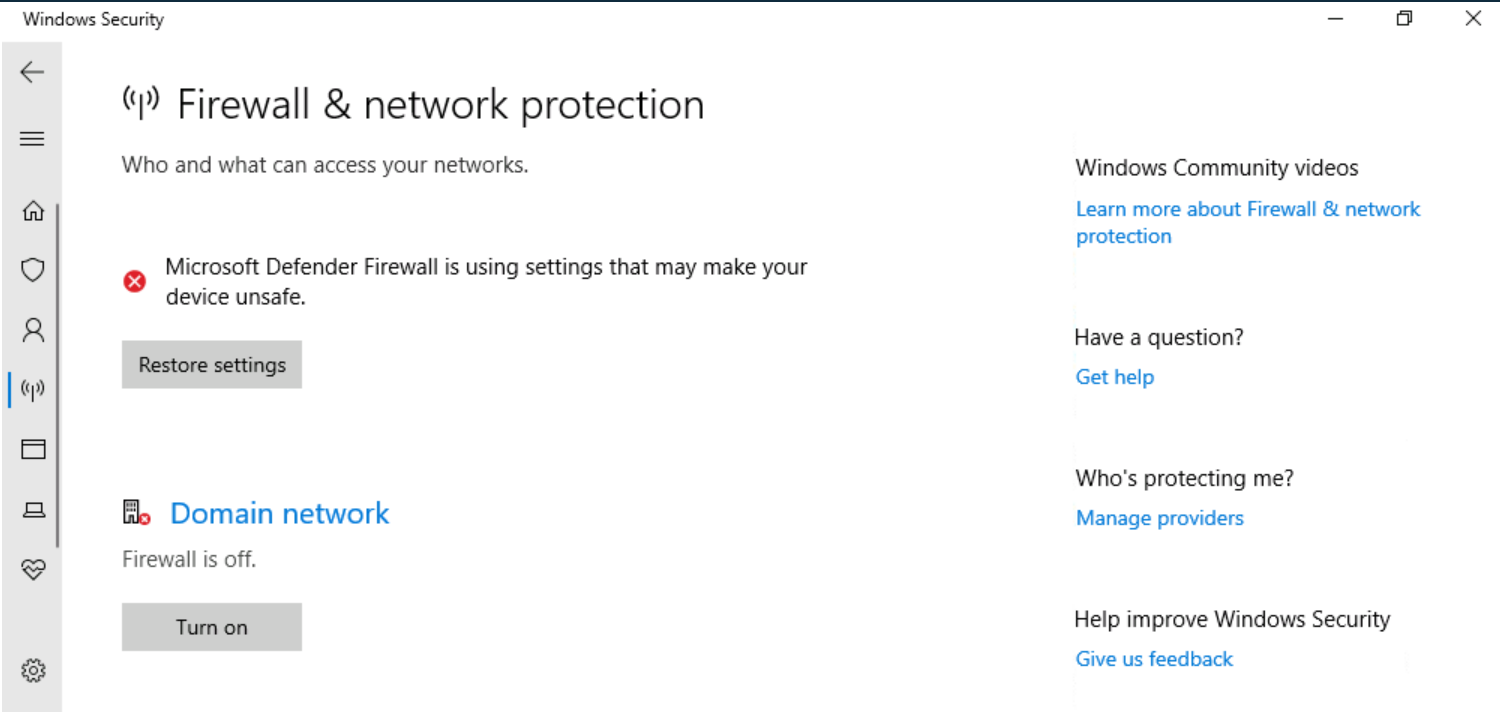 Windows Security
Firewall & network protection
Who and what can access your networks.
Microsoft Defender Firewall is using settings that may make your
device unsafe.
Restore settings
Domain network
Firewall is off.
Turn on
Windows Community videos
Learn more about Firewall & network
protection
Have a question?
Get help
Who's protecting me?
Manage providers
Help improve Windows Security
Give us feedback